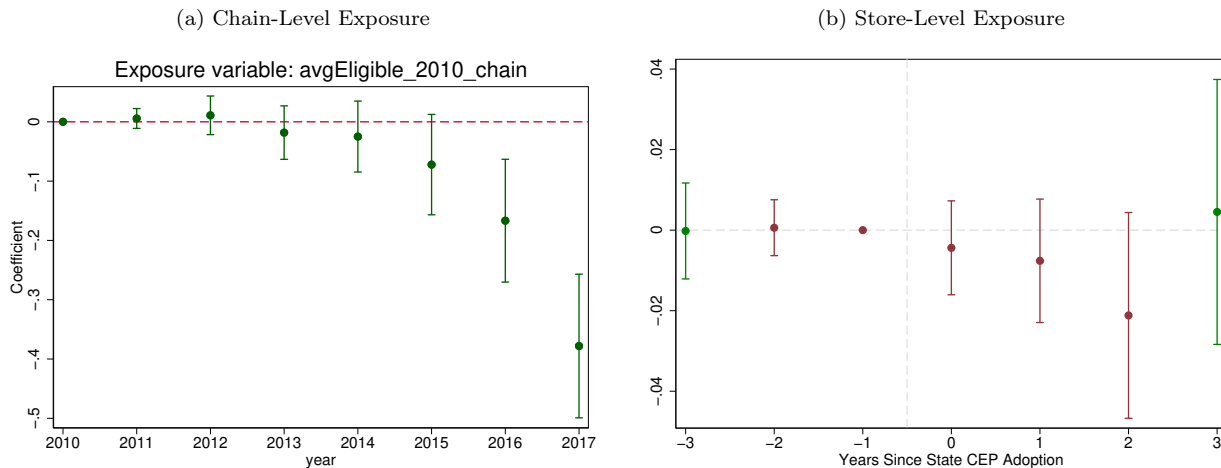 (a) Chain-Level Exposure
Exposure variable: avgEligible_2010_chain
Coefficient
0
-.1
-.2
-.3
-.4
-.5
2010 2011 2012 2013 2014 2015 2016 2017
year
(b) Store-Level Exposure
.04
.02
0
-.02
-.04
−3 −2 −1 0 1 2 3
Years Since State CEP Adoption